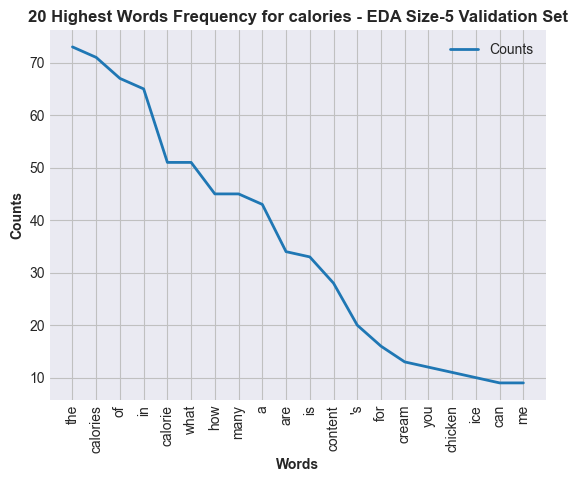 20 Highest Words Frequency for calories - EDA Size-5 Validation Set
Counts
70
60
50
40
30
20
10
Counts
the
calories
of
in
calorie
what
how
many
a
are
is
content
's
for
cream
you
chicken
ice
can
me
Words